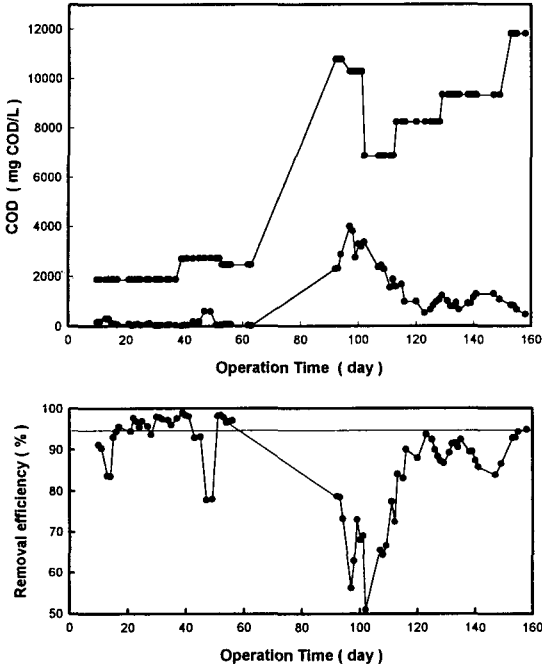 12000
10000
8000
6000
4000
2000
0
COD ( mg COD/L )
0 20 40 60 80 100 120 140 160
Operation Time ( day )
100
90
80
70
60
50
Removal efficiency ( % )
0 20 40 60 80 100 120 140 160
Operation Time ( day )